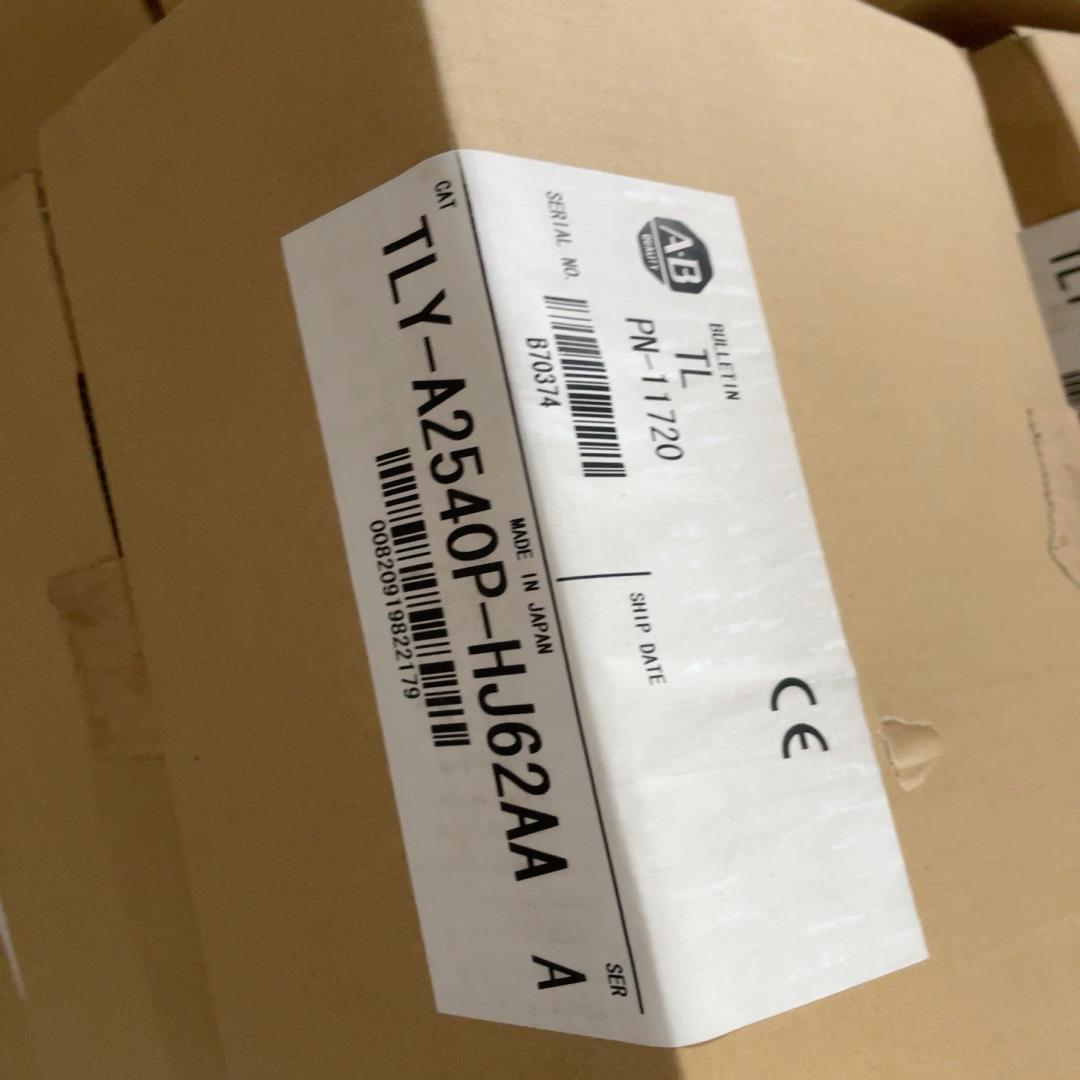 A·B
QUALITY
BULLETIN
TL
PN-11720
SERIAL NO.
B70374
SHIP DATE
CE
CAT
MADE IN JAPAN
SER
TLY-A2540P-HJ62AA A
00820919822179
TLY